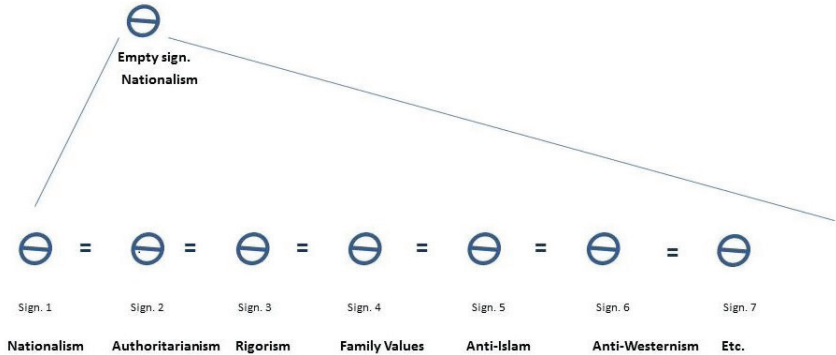 Empty sign.
Nationalism
= = = = = =
Sign. 1 Sign. 2 Sign. 3 Sign. 4 Sign. 5 Sign. 6 Sign. 7
Nationalism Authoritarianism Rigorism Family Values Anti-Islam Anti-Westernism Etc.